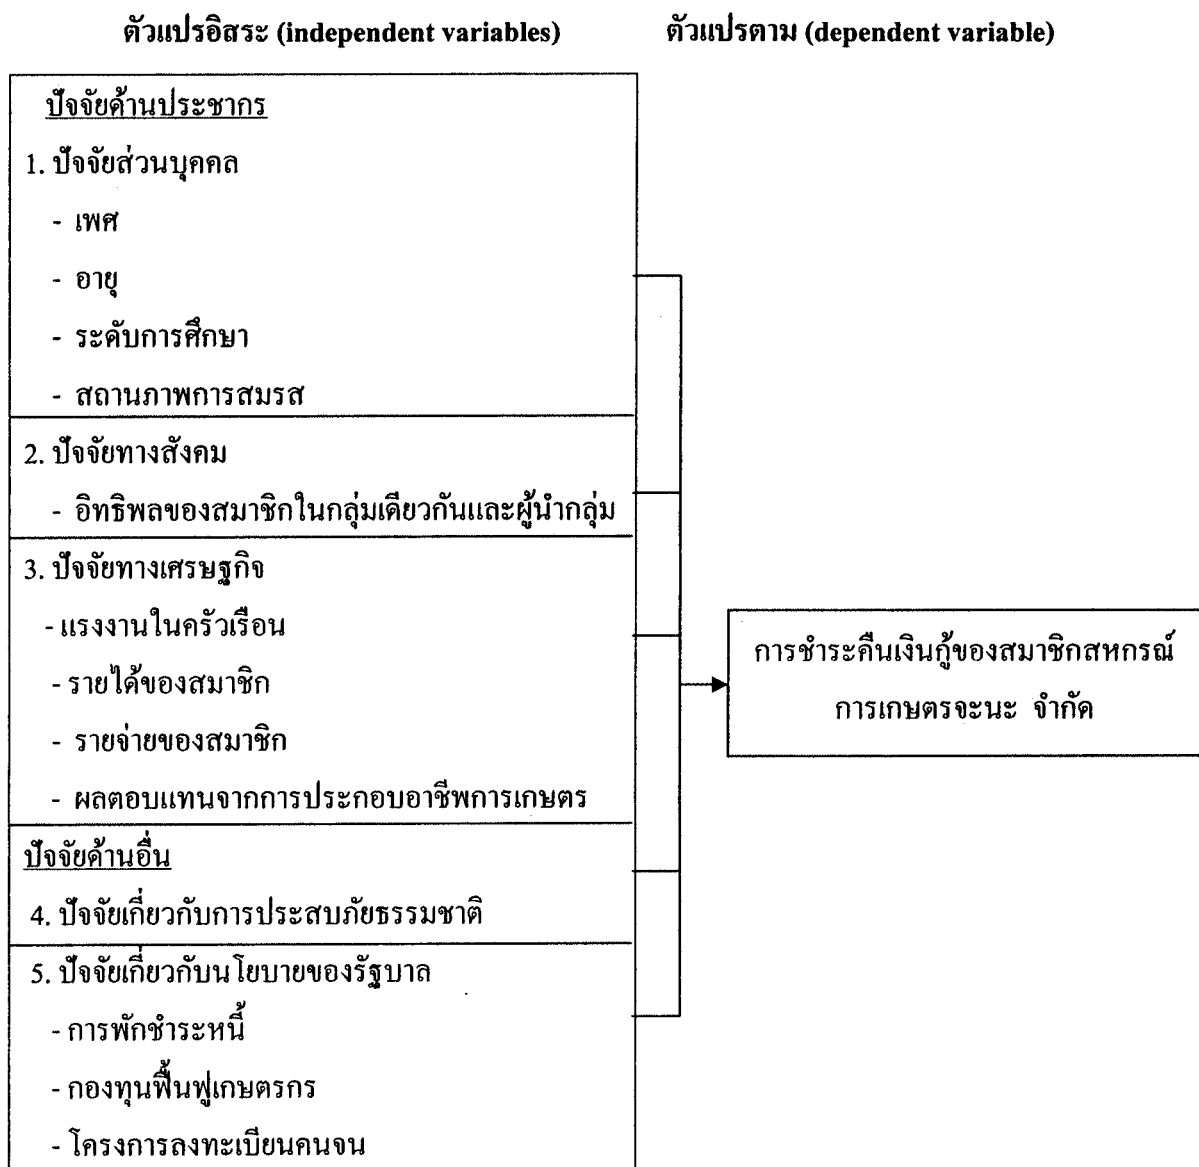 ตัวแปรอิสระ (independent variables) ตัวแปรตาม (dependent variable)
ปัจจัยด้านประชากร
1. ปัจจัยส่วนบุคคล
- เพศ
- อายุ
- ระดับการศึกษา
- สถานภาพการสมรส
2. ปัจจัยทางสังคม
- อิทธิพลของสมาชิกในกลุ่มเดียวกันและผู้นำกลุ่ม
3. ปัจจัยทางเศรษฐกิจ
- แรงงานในครัวเรือน
- รายได้ของสมาชิก
- รายจ่ายของสมาชิก
- ผลตอบแทนจากการประกอบอาชีพการเกษตร
ปัจจัยด้านอื่น
4. ปัจจัยเกี่ยวกับการประสบภัยธรรมชาติ
5. ปัจจัยเกี่ยวกับนโยบายของรัฐบาล
- การพักชำระหนี้
- กองทุนฟื้นฟูเกษตรกร
- โครงการลงทะเบียนคนจน
การชำระคืนเงินกู้ของสมาชิกสหกรณ์
การเกษตรจะนะ จำกัด